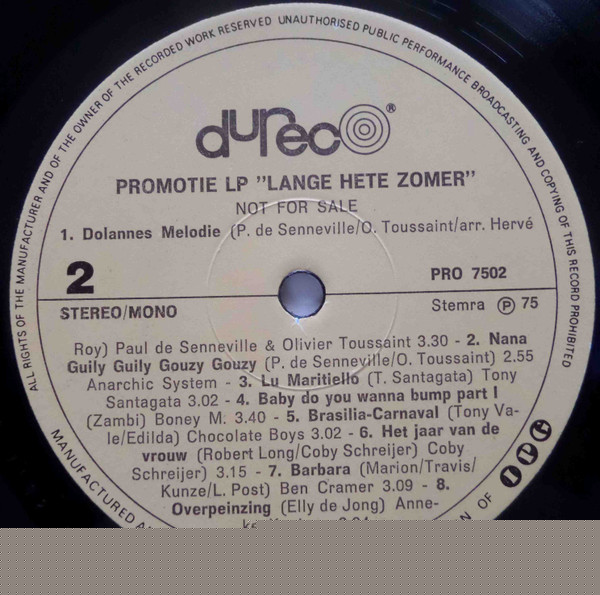 ALL RIGHTS OF THE MANUFACTURER AND OF THE OWNER OF THE RECORDED WORK RESERVED UNAUTHORISED PUBLIC PERFORMANCE BROADCASTING AND COPYING OF THIS RECORD PROHIBITED
dureco®
PROMOTIE LP "LANGE HETE ZOMER"
NOT FOR SALE
1. Dolannes Melodie (P. de Senneville/O. Toussaint/arr. Hervé
2
PRO 7502
STEREO/MONO
Stemra Ⓟ 75
Roy) Paul de Senneville & Olivier Toussaint 3.30 - 2. Nana
Guily Guily Gouzy Gouzy (P. de Senneville/O. Toussaint) 2.55
Anarchic System - 3. Lu Maritiello (T. Santagata) Tony
Santagata 3.02 - 4. Baby do you wanna bump part I
(Zambi) Boney M. 3.40 - 5. Brasilia-Carnaval (Tony Va-
le/Edilda) Chocolate Boys 3.02 - 6. Het jaar van de
vrouw (Robert Long/Coby Schreijer) Coby
Schreijer) 3.15 - 7. Barbara (Marion/Travis/
Kunze/L. Post) Ben Cramer 3.09 - 8.
Overpeinzing (Elly de Jong) Anne-
MANUFACTURED
OF